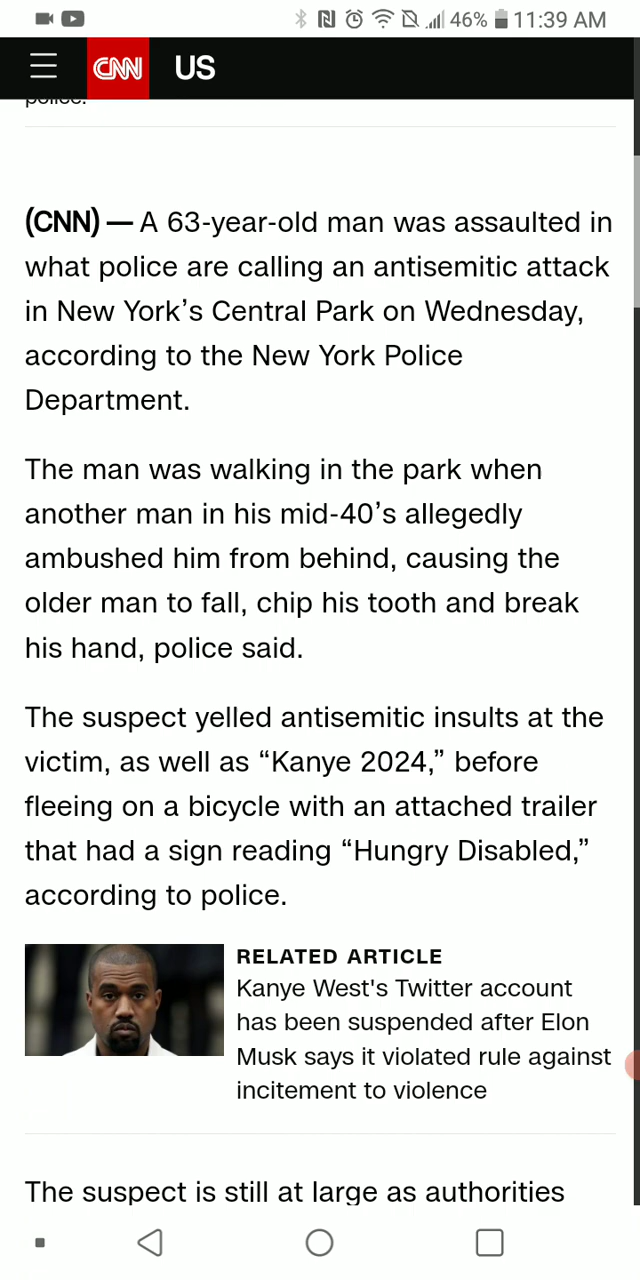 46% 11:39 AM
CNN US
police.
(CNN) — A 63-year-old man was assaulted in
what police are calling an antisemitic attack
in New York’s Central Park on Wednesday,
according to the New York Police
Department.
The man was walking in the park when
another man in his mid-40’s allegedly
ambushed him from behind, causing the
older man to fall, chip his tooth and break
his hand, police said.
The suspect yelled antisemitic insults at the
victim, as well as “Kanye 2024,” before
fleeing on a bicycle with an attached trailer
that had a sign reading “Hungry Disabled,”
according to police.
RELATED ARTICLE
Kanye West's Twitter account
has been suspended after Elon
Musk says it violated rule against
incitement to violence
The suspect is still at large as authorities